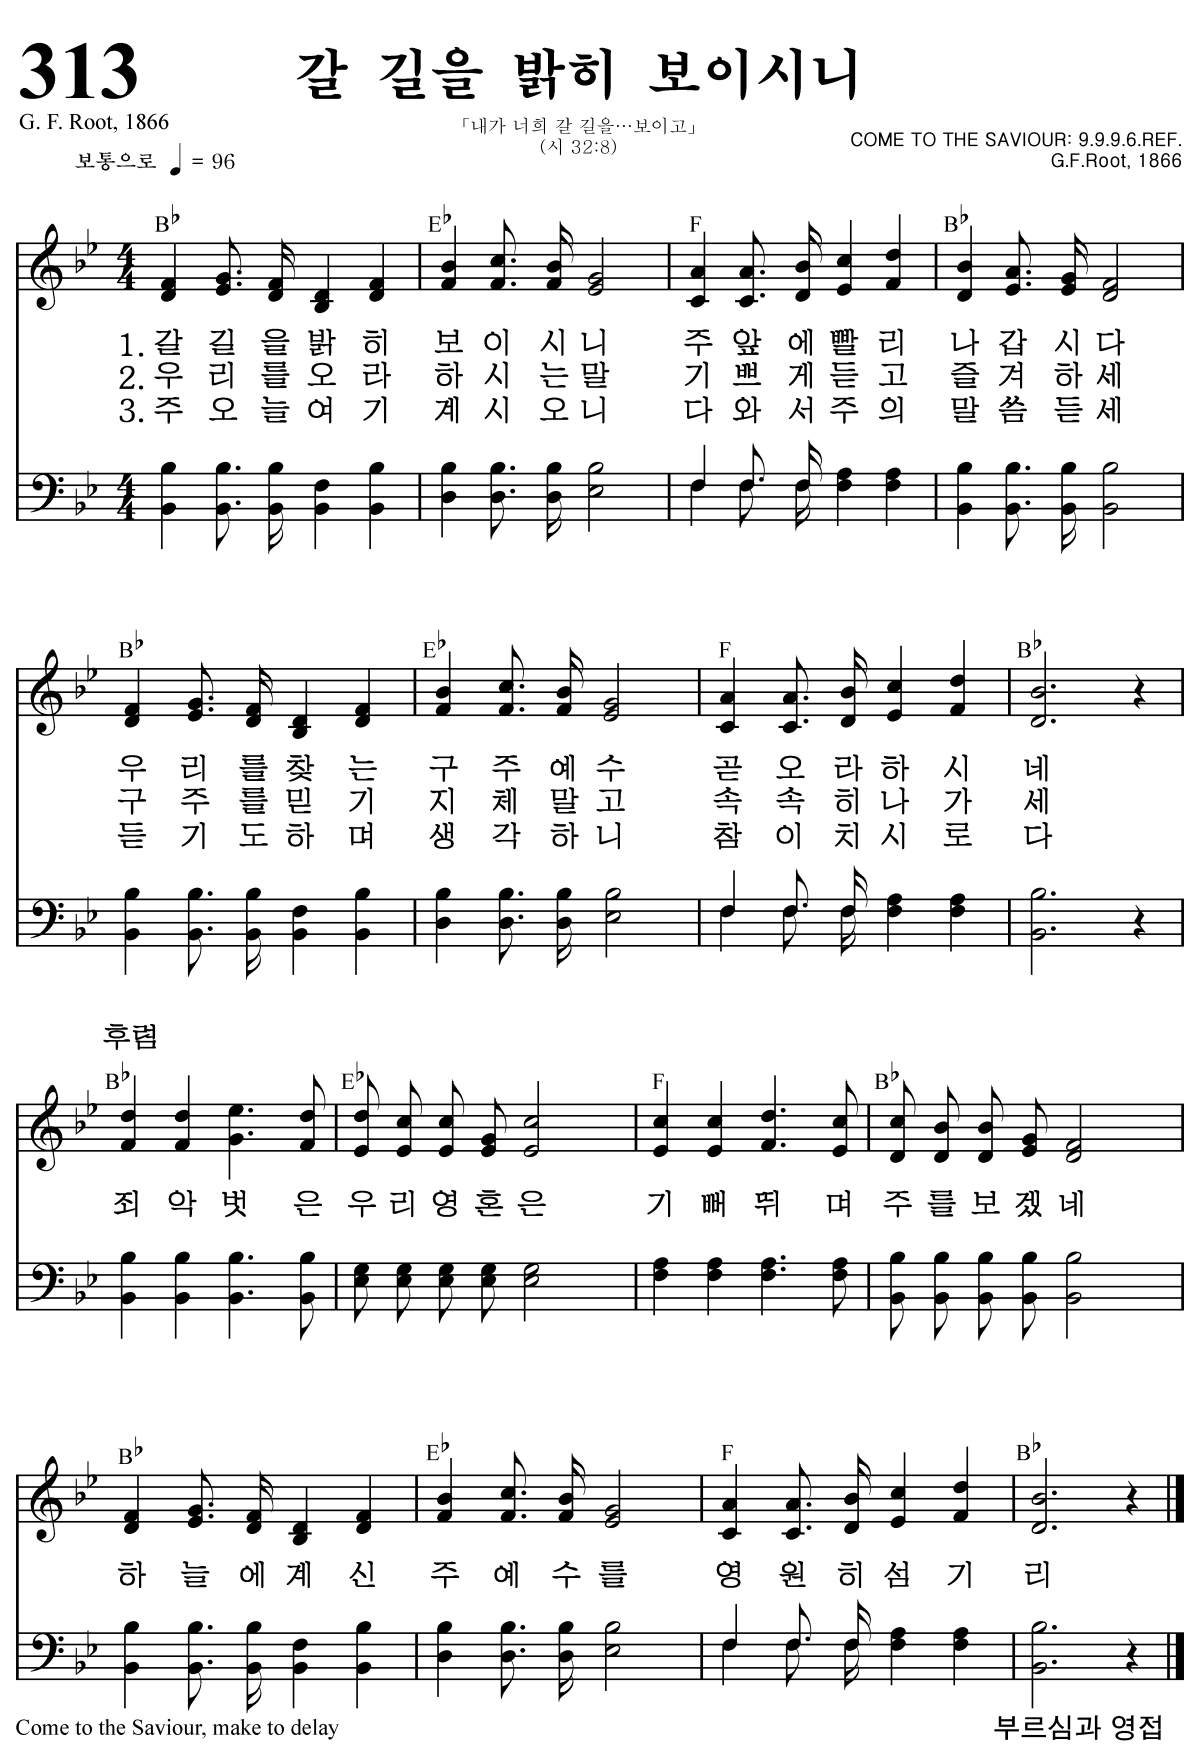 313
갈 길을 밝히 보이시니
G. F. Root, 1866
「내가 너희 갈 길을…보이고」
(시 32:8)
COME TO THE SAVIOUR: 9.9.9.6.REF.
G.F.Root, 1866
보통으로 ♩ = 96
B♭ E♭ F B♭
1. 갈 길 을 밝 히 보 이 시 니 주 앞 에 빨 리 나 갑 시 다
2. 우 리 를 오 라 하 시 는 말 기 쁘 게 듣 고 즐 겨 하 세
3. 주 오 늘 여 기 계 시 오 니 다 와 서 주 의 말 씀 듣 세
B♭ E♭ F B♭
우 리 를 찾 는 구 주 예 수 곧 오 라 하 시 네
구 주 를 믿 기 지 체 말 고 속 속 히 나 가 세
듣 기 도 하 며 생 각 하 니 참 이 치 시 로 다
후렴
B♭ E♭ F B♭
죄 악 벗 은 우 리 영 혼 은 기 뻐 뛰 며 주 를 보 겠 네
B♭ E♭ F B♭
하 늘 에 계 신 주 예 수 를 영 원 히 섬 기 리
Come to the Saviour, make to delay
부르심과 영접